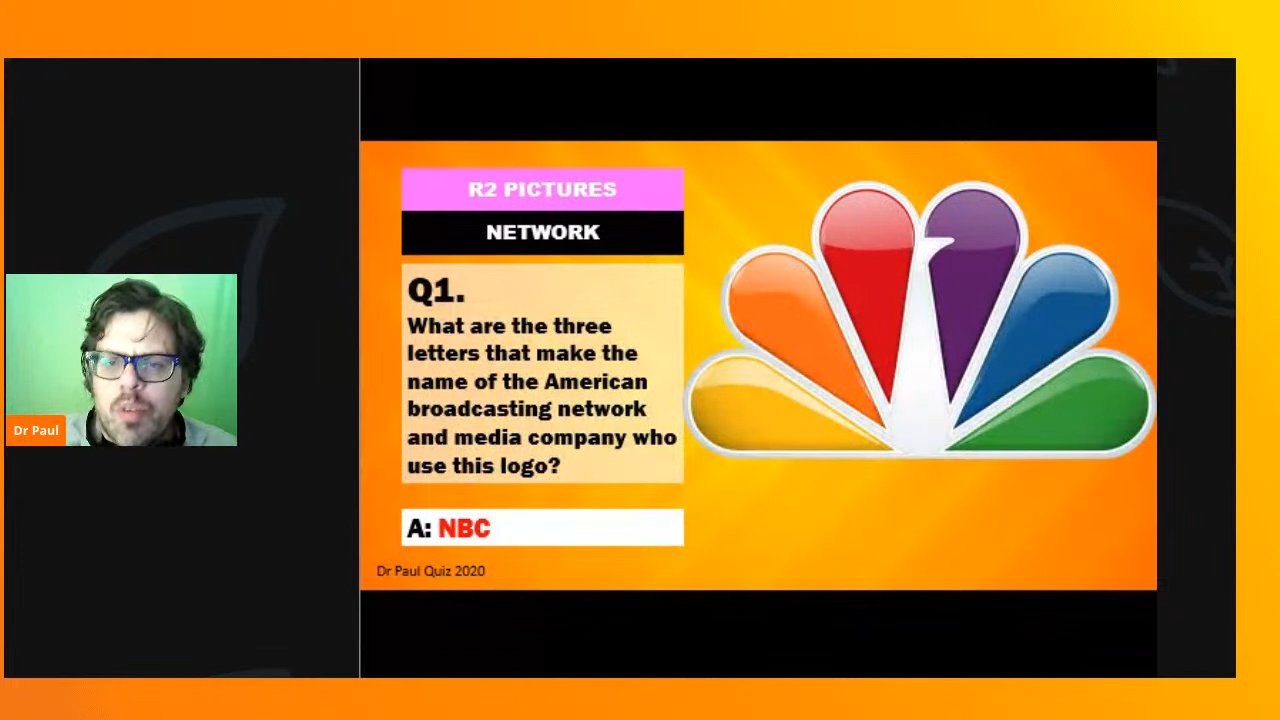 R2 PICTURES
NETWORK
Q1.
What are the three
letters that make the
name of the American
broadcasting network
and media company who
use this logo?
A: NBC
Dr Paul Quiz 2020
Dr Paul